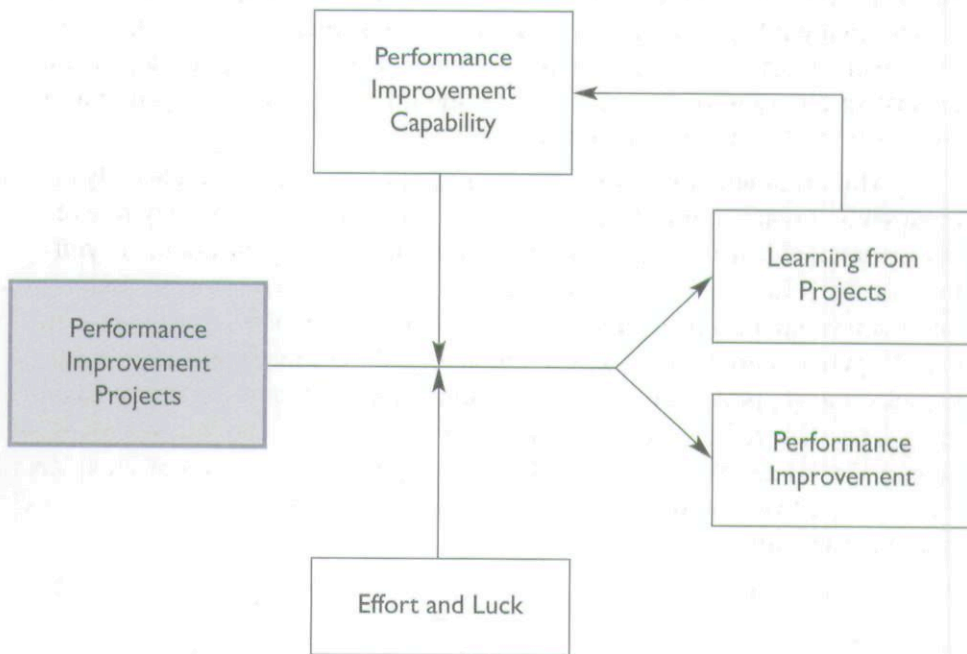 Performance
Improvement
Capability
Learning from
Projects
Performance
Improvement
Projects
Performance
Improvement
Effort and Luck